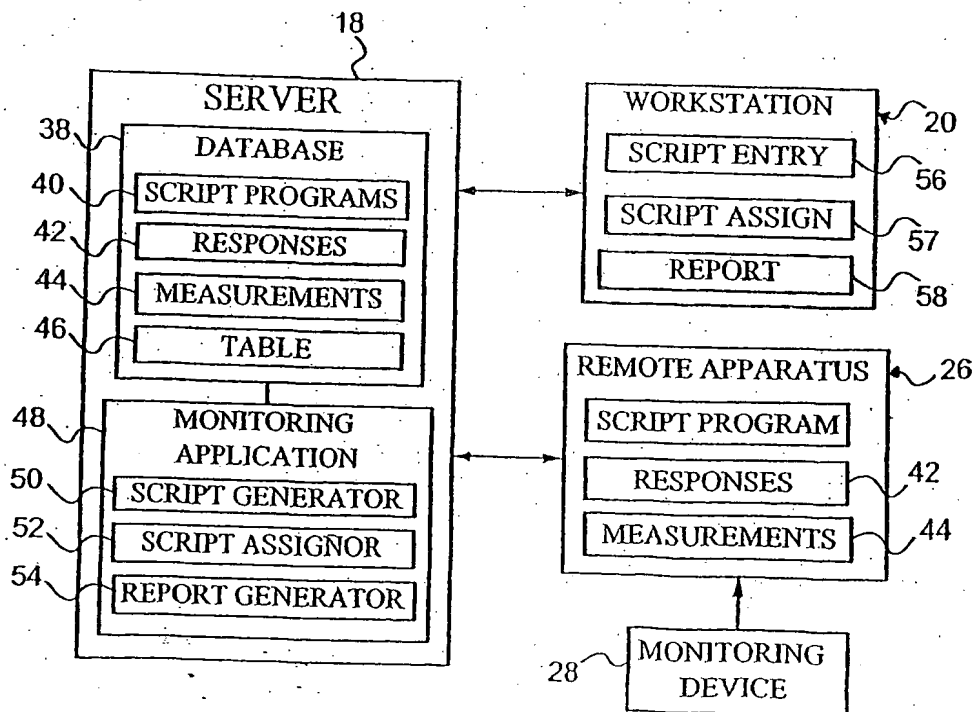 18
SERVER
38
DATABASE
40
SCRIPT PROGRAMS
42
RESPONSES
44
MEASUREMENTS
46
TABLE
48
MONITORING
APPLICATION
50
SCRIPT GENERATOR
52
SCRIPT ASSIGNOR
54
REPORT GENERATOR
WORKSTATION
20
SCRIPT ENTRY
56
SCRIPT ASSIGN
57
REPORT
58
REMOTE APPARATUS
26
SCRIPT PROGRAM
RESPONSES
42
MEASUREMENTS
44
28
MONITORING
DEVICE